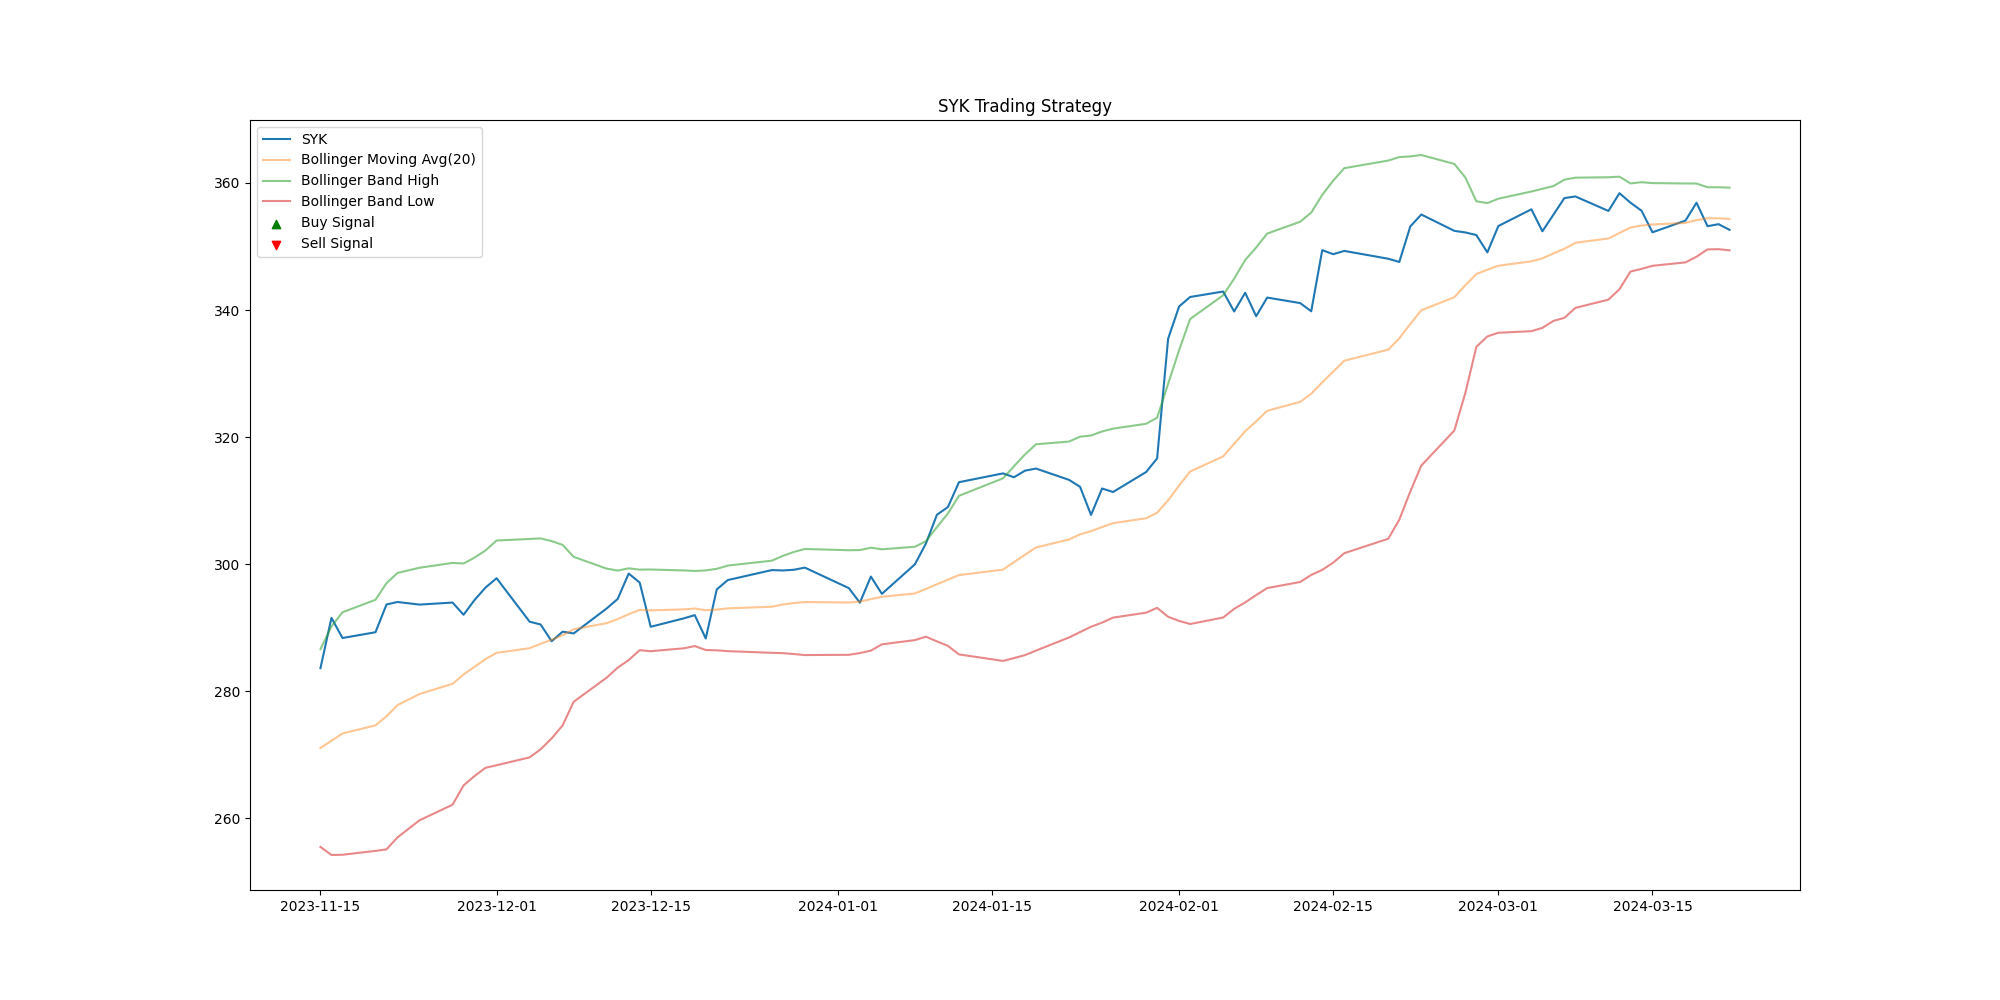 SYK Trading Strategy
SYK
Bollinger Moving Avg(20)
Bollinger Band High
Bollinger Band Low
Buy Signal
Sell Signal
360
340
320
300
280
260
2023-11-15 2023-12-01 2023-12-15 2024-01-01 2024-01-15 2024-02-01 2024-02-15 2024-03-01 2024-03-15